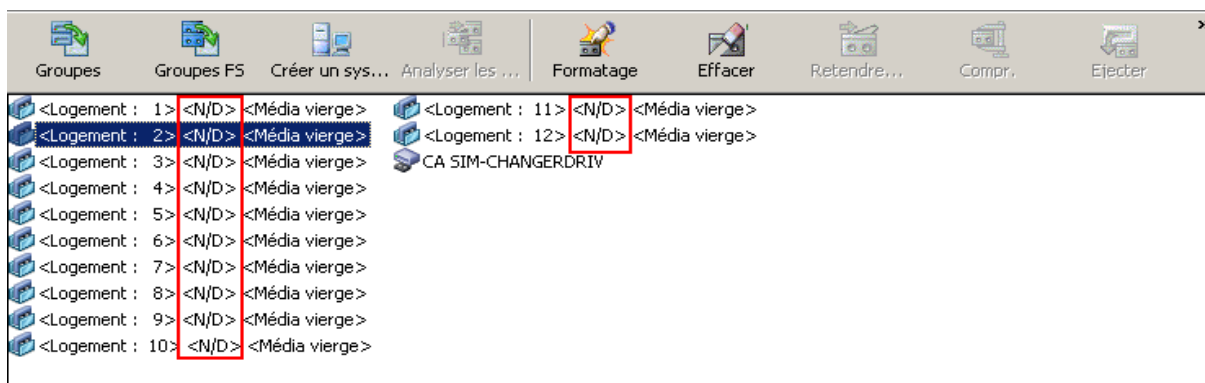 Groupes Groupes FS Créer un sys... Analyser les ... Formatage Effacer Retendre... Compr. Ejecter »
<Logement : 1> <N/D> <Média vierge>
<Logement : 2> <N/D> <Média vierge>
<Logement : 3> <N/D> <Média vierge>
<Logement : 4> <N/D> <Média vierge>
<Logement : 5> <N/D> <Média vierge>
<Logement : 6> <N/D> <Média vierge>
<Logement : 7> <N/D> <Média vierge>
<Logement : 8> <N/D> <Média vierge>
<Logement : 9> <N/D> <Média vierge>
<Logement : 10> <N/D> <Média vierge>
<Logement : 11> <N/D> <Média vierge>
<Logement : 12> <N/D> <Média vierge>
CA SIM-CHANGERDRIV